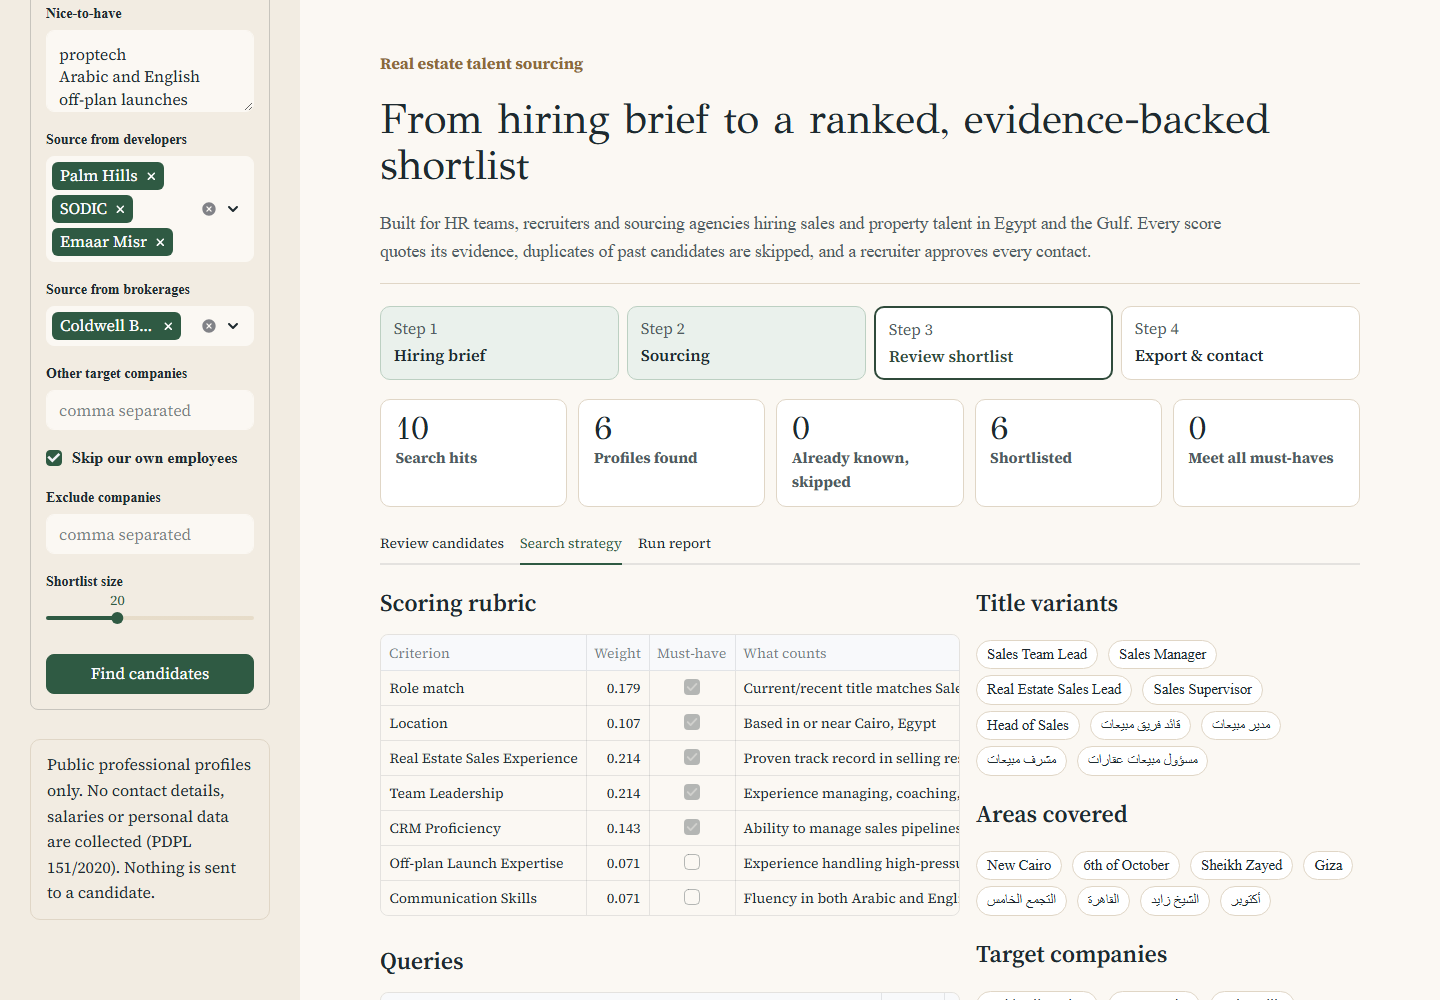 Nice-to-have
proptech
Arabic and English
off-plan launches
Source from developers
Palm Hills
SODIC
Emaar Misr
Source from brokerages
Coldwell B...
Other target companies
comma separated
Skip our own employees
Exclude companies
comma separated
Shortlist size
20
Find candidates
Public professional profiles
only. No contact details,
salaries or personal data
are collected (PDPL
151/2020). Nothing is sent
to a candidate.
Real estate talent sourcing
From hiring brief to a ranked, evidence-backed
shortlist
Built for HR teams, recruiters and sourcing agencies hiring sales and property talent in Egypt and the Gulf. Every score
quotes its evidence, duplicates of past candidates are skipped, and a recruiter approves every contact.
Step 1
Hiring brief
Step 2
Sourcing
Step 3
Review shortlist
Step 4
Export & contact
10
Search hits
6
Profiles found
0
Already known,
skipped
6
Shortlisted
0
Meet all must-haves
Review candidates Search strategy Run report
Scoring rubric
Criterion Weight Must-have What counts
Role match 0.179 Current/recent title matches Sale
Location 0.107 Based in or near Cairo, Egypt
Real Estate Sales Experience 0.214 Proven track record in selling re
Team Leadership 0.214 Experience managing, coaching,
CRM Proficiency 0.143 Ability to manage sales pipelines
Off-plan Launch Expertise 0.071 Experience handling high-pressu
Communication Skills 0.071 Fluency in both Arabic and Engl
Queries
Title variants
Sales Team Lead Sales Manager
Real Estate Sales Lead Sales Supervisor
Head of Sales قائد فريق مبيعات مدير مبيعات
مشرف مبيعات مسؤول مبيعات عقارات
Areas covered
New Cairo 6th of October Sheikh Zayed Giza
التجمع الخامس القاهرة الشيخ زايد أكتوبر
Target companies